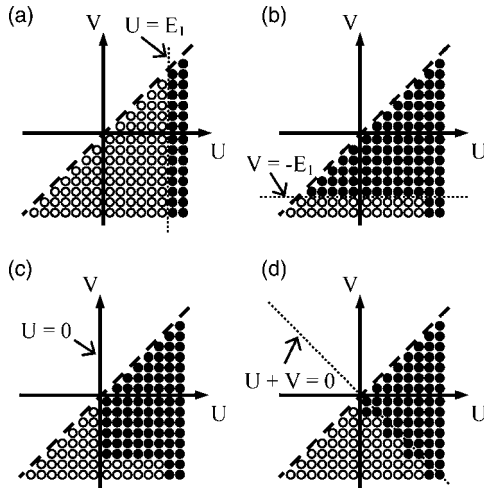 (a)
V
U = E1
U
(b)
V
V = -E1
U
(c)
V
U = 0
U
(d)
V
U + V = 0
U